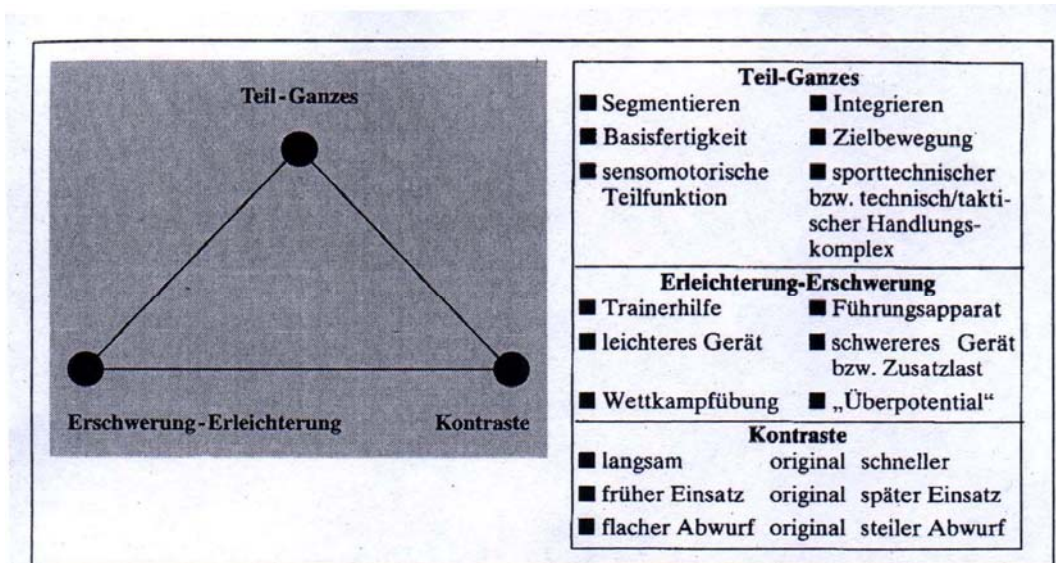 Teil-Ganzes
Erschwerung-Erleichterung
Kontraste
Teil-Ganzes
■ Segmentieren ■ Integrieren
■ Basisfertigkeit ■ Zielbewegung
■ sensomotorische ■ sporttechnischer
Teilfunktion bzw. technisch/takti-
scher Handlungs-
komplex
Erleichterung-Erschwerung
■ Trainerhilfe ■ Führungsapparat
■ leichteres Gerät ■ schwereres Gerät
bzw. Zusatzlast
■ Wettkampfübung ■ „Überpotential“
Kontraste
■ langsam original schneller
■ früher Einsatz original später Einsatz
■ flacher Abwurf original steiler Abwurf